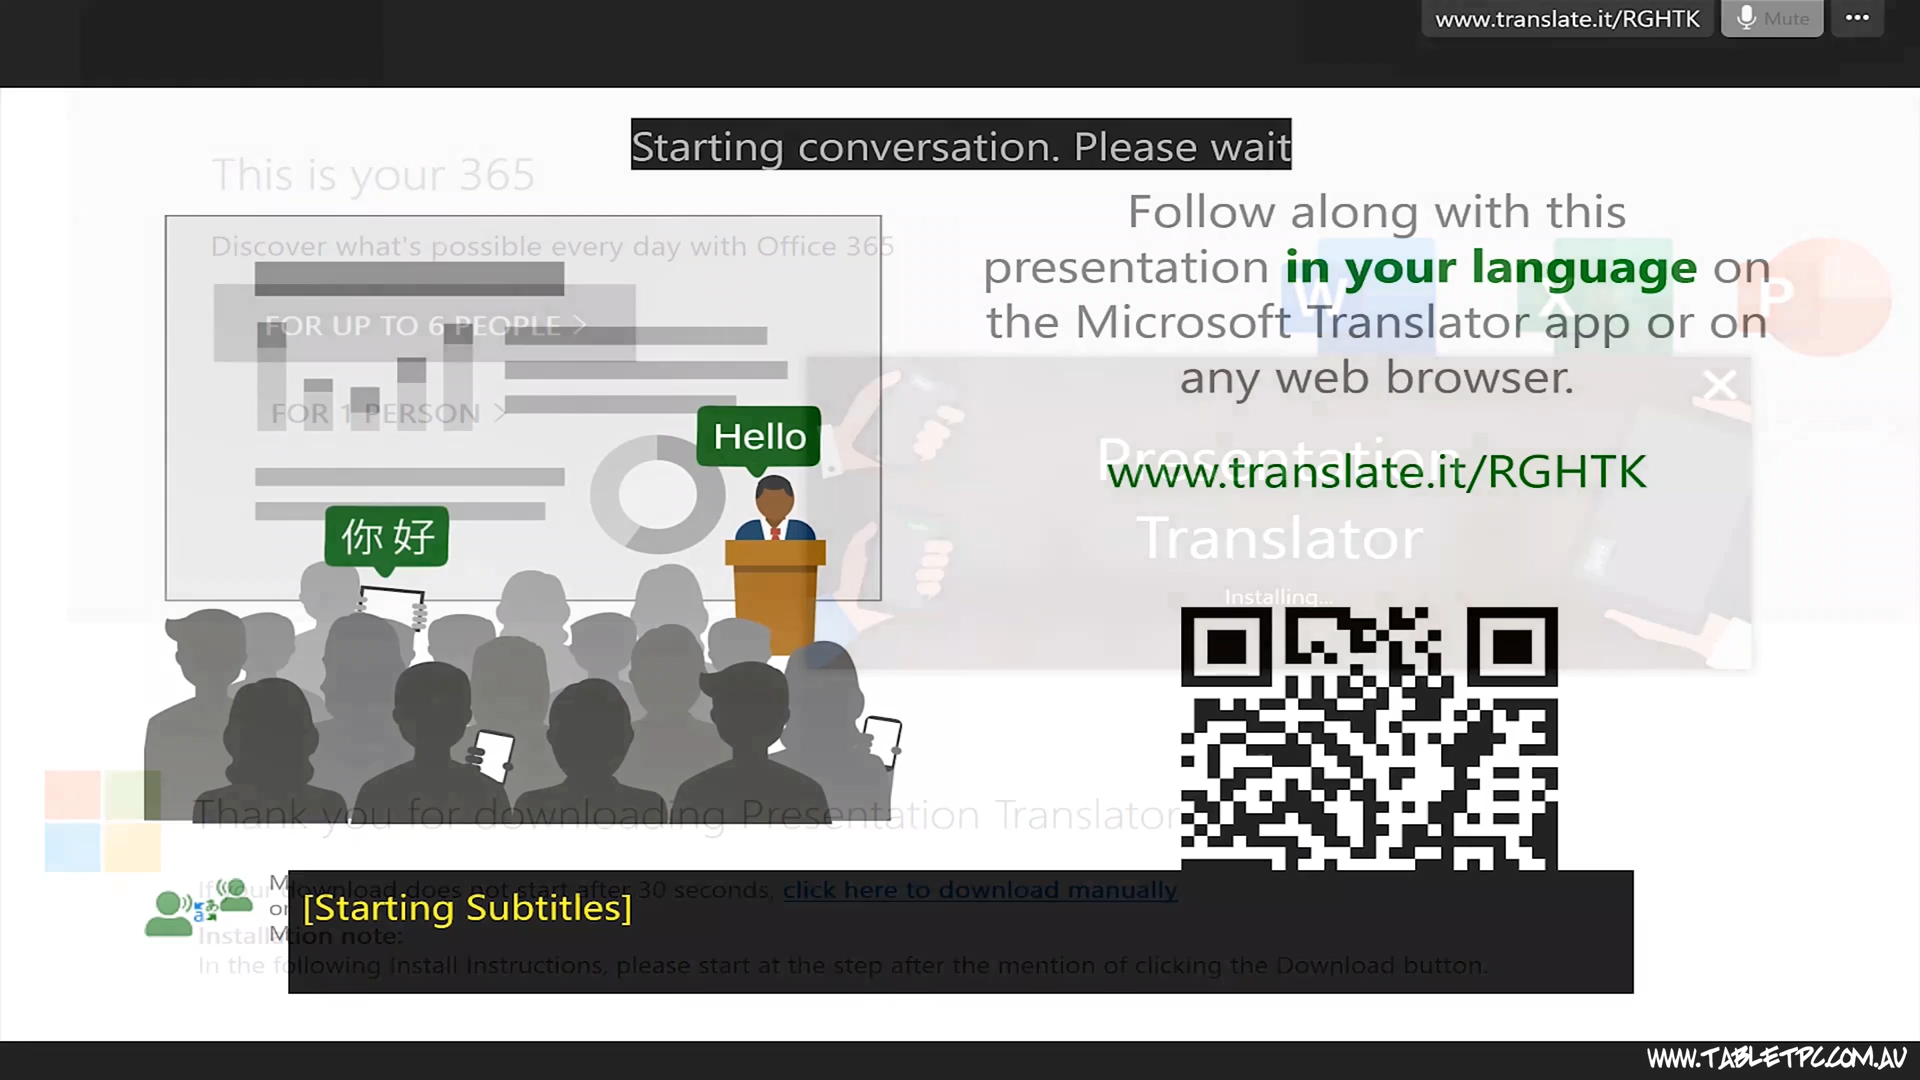 www.translate.it/RGHTK
Mute
Starting conversation. Please wait
This is your 365
Discover what's possible every day with Office 365
FOR UP TO 6 PEOPLE >
FOR 1 PERSON >
Follow along with this
presentation in your language on
the Microsoft Translator app or on
any web browser.
W
X
P
Presentation
www.translate.it/RGHTK
Translator
Installing...
Hello
你 好
Thank you for downloading Presentation Translator
If your download does not start after 30 seconds, click here to download manually
[Starting Subtitles]
Installation note:
In the following Install Instructions, please start at the step after the mention of clicking the Download button.
WWW.TABLETPC.COM.AU